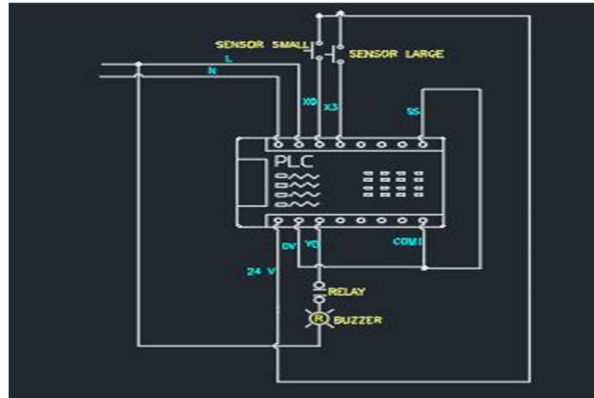 SENSOR SMALL
SENSOR LARGE
L
N
X0
X3
SS
PLC
24 V
0V
Y0
COM1
RELAY
R
BUZZER